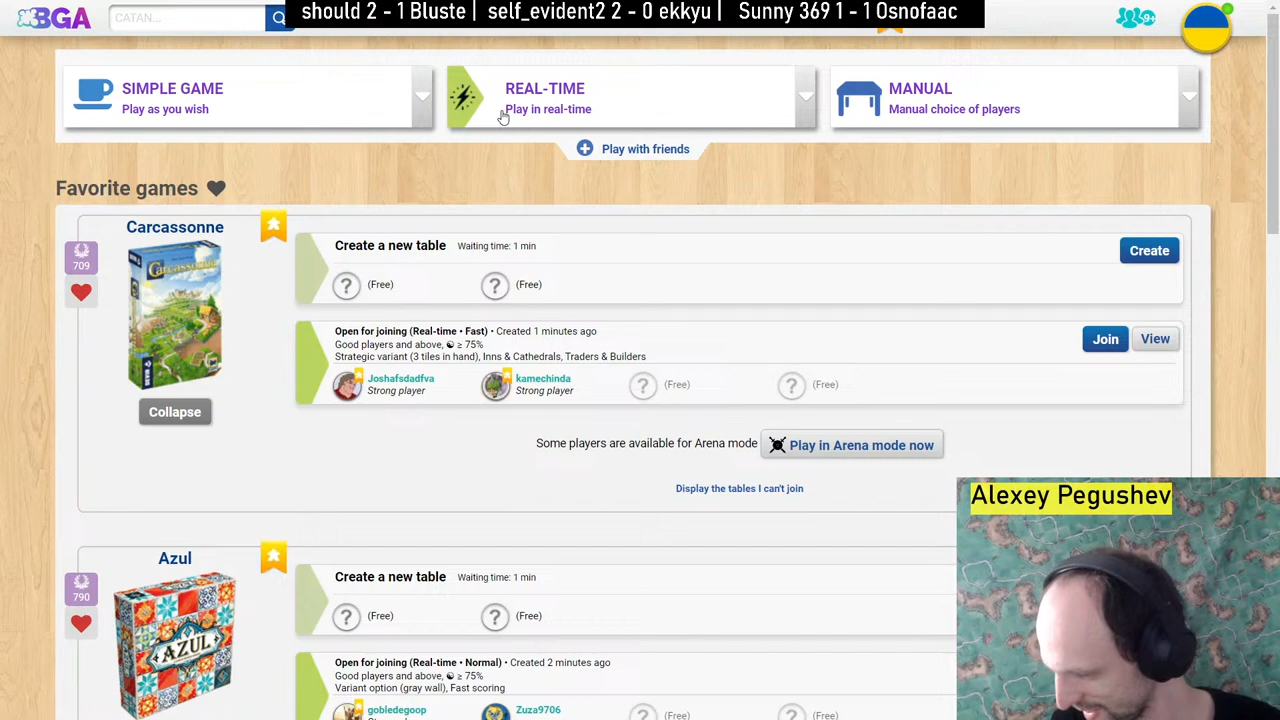 should 2 - 1 Bluste | self_evident2 2 - 0 ekkyu | Sunny 369 1 - 1 Osnofaac
BGA
CATAN...
9+
SIMPLE GAME
Play as you wish
REAL-TIME
Play in real-time
MANUAL
Manual choice of players
Play with friends
Favorite games
Carcassonne
709
Carcassonne
Collapse
Create a new table Waiting time: 1 min
Create
? (Free) ? (Free)
Open for joining (Real-time • Fast) • Created 1 minutes ago
Good players and above, ☯ ≥ 75%
Strategic variant (3 tiles in hand), Inns & Cathedrals, Traders & Builders
Join View
Joshafsdadfva
Strong player
kamechinda
Strong player
? (Free) ? (Free)
Some players are available for Arena mode Play in Arena mode now
Display the tables I can't join
Alexey Pegushev
Azul
790
AZUL
Create a new table Waiting time: 1 min
? (Free) ? (Free)
Open for joining (Real-time • Normal) • Created 2 minutes ago
Good players and above, ☯ ≥ 75%
Variant option (gray wall), Fast scoring
gobledegoop
Zuza9706
? (Free) ? (Free)